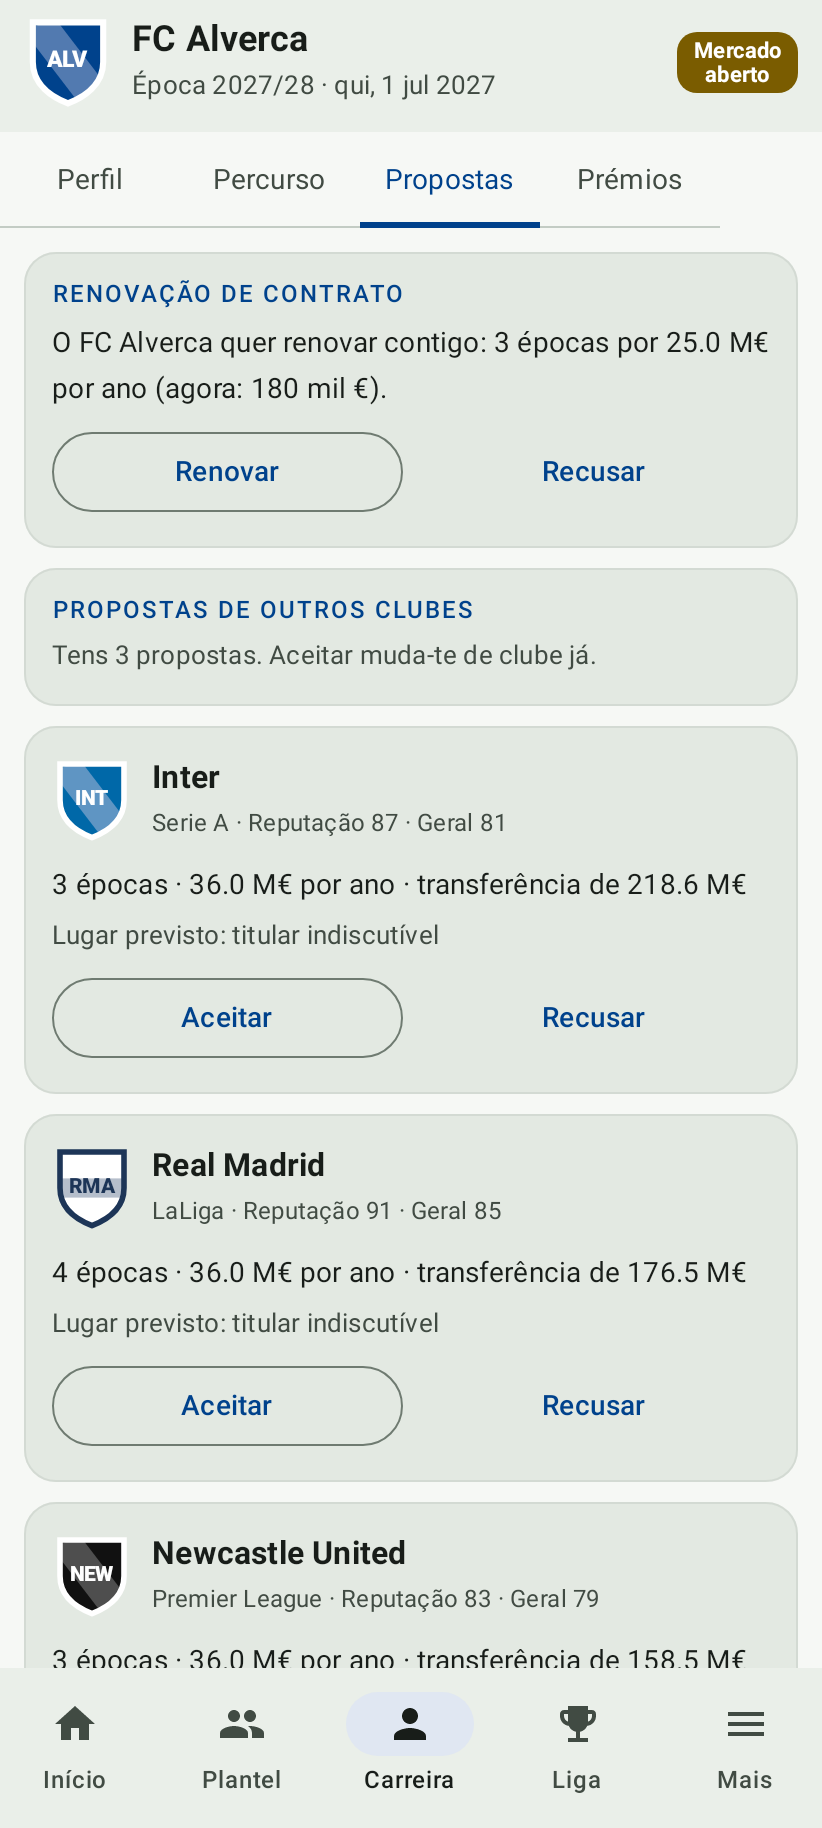 ALV
FC Alverca
Época 2027/28 · qui, 1 jul 2027
Mercado
aberto
Perfil
Percurso
Propostas
Prémios
RENOVAÇÃO DE CONTRATO
O FC Alverca quer renovar contigo: 3 épocas por 25.0 M€
por ano (agora: 180 mil €).
Renovar
Recusar
PROPOSTAS DE OUTROS CLUBES
Tens 3 propostas. Aceitar muda-te de clube já.
INT
Inter
Serie A · Reputação 87 · Geral 81
3 épocas · 36.0 M€ por ano · transferência de 218.6 M€
Lugar previsto: titular indiscutível
Aceitar
Recusar
RMA
Real Madrid
LaLiga · Reputação 91 · Geral 85
4 épocas · 36.0 M€ por ano · transferência de 176.5 M€
Lugar previsto: titular indiscutível
Aceitar
Recusar
NEW
Newcastle United
Premier League · Reputação 83 · Geral 79
3 épocas · 36.0 M€ por ano · transferência de 158.5 M€
Início
Plantel
Carreira
Liga
Mais